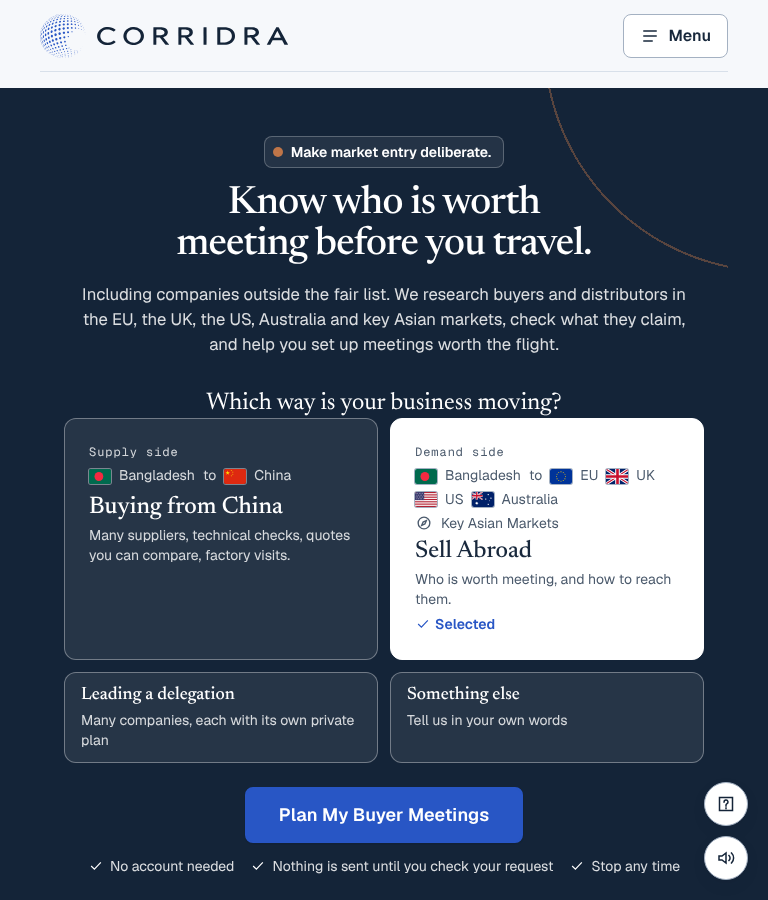 CORRIDRA
Menu
Make market entry deliberate.
Know who is worth
meeting before you travel.
Including companies outside the fair list. We research buyers and distributors in
the EU, the UK, the US, Australia and key Asian markets, check what they claim,
and help you set up meetings worth the flight.
Which way is your business moving?
Supply side
Bangladesh to China
Buying from China
Many suppliers, technical checks, quotes
you can compare, factory visits.
Demand side
Bangladesh to EU UK
US Australia
Key Asian Markets
Sell Abroad
Who is worth meeting, and how to reach
them.
Selected
Leading a delegation
Many companies, each with its own private
plan
Something else
Tell us in your own words
Plan My Buyer Meetings
No account needed Nothing is sent until you check your request Stop any time